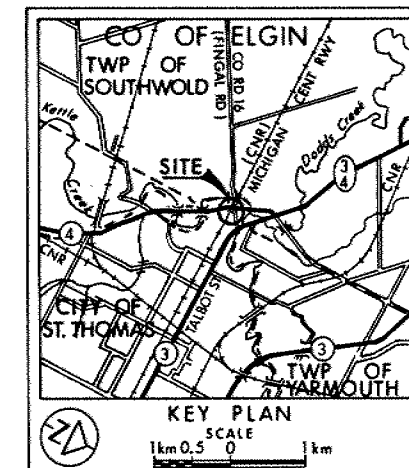 CO OF ELGIN
TWP OF
SOUTHWOLD
(FINGAL RD)
CO RD 16
(CNR)
MICHIGAN CENT RWY
Kettle
Creek
Dodd's Creek
SITE
3
4
CNR
4
CNR
CITY OF
ST. THOMAS
TALBOT ST
3
3
TWP OF
YARMOUTH
KEY PLAN
SCALE
1km 0.5 0 1km
N